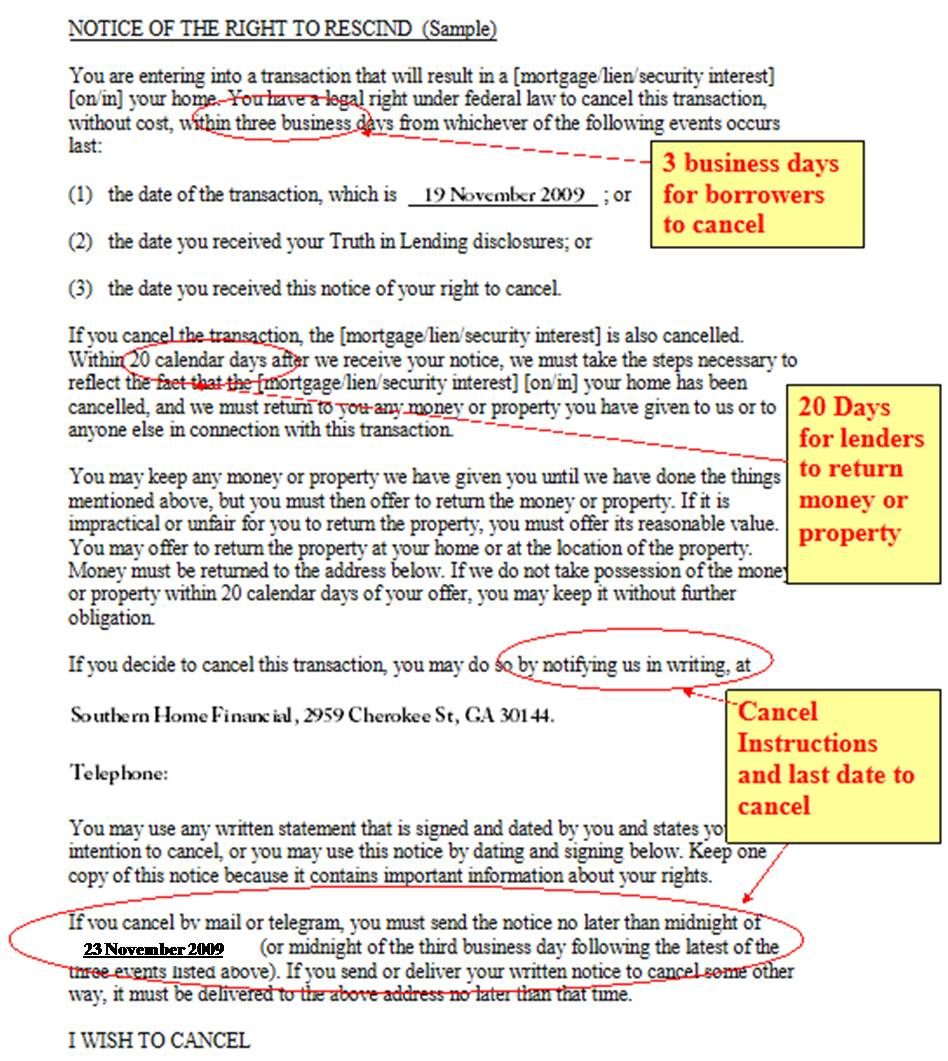 NOTICE OF THE RIGHT TO RESCIND (Sample)
You are entering into a transaction that will result in a [mortgage/lien/security interest]
[on/in] your home. You have a legal right under federal law to cancel this transaction,
without cost, within three business days from whichever of the following events occurs
last:
3 business days
for borrowers
to cancel
(1) the date of the transaction, which is 19 November 2009 ; or
(2) the date you received your Truth in Lending disclosures; or
(3) the date you received this notice of your right to cancel.
If you cancel the transaction, the [mortgage/lien/security interest] is also cancelled.
Within 20 calendar days after we receive your notice, we must take the steps necessary to
reflect the fact that the [mortgage/lien/security interest] [on/in] your home has been
cancelled, and we must return to you any money or property you have given to us or to
anyone else in connection with this transaction.
20 Days
for lenders
to return
money or
property
You may keep any money or property we have given you until we have done the things
mentioned above, but you must then offer to return the money or property. If it is
impractical or unfair for you to return the property, you must offer its reasonable value.
You may offer to return the property at your home or at the location of the property.
Money must be returned to the address below. If we do not take possession of the money
or property within 20 calendar days of your offer, you may keep it without further
obligation.
If you decide to cancel this transaction, you may do so by notifying us in writing, at
Southern Home Financial, 2959 Cherokee St, GA 30144.
Cancel
Instructions
and last date to
cancel
Telephone:
You may use any written statement that is signed and dated by you and states
intention to cancel, or you may use this notice by dating and signing below. Keep one
copy of this notice because it contains important information about your rights.
If you cancel by mail or telegram, you must send the notice no later than midnight of
23 November 2009 (or midnight of the third business day following the latest of the
three events listed above). If you send or deliver your written notice to cancel some other
way, it must be delivered to the above address no later than that time.
I WISH TO CANCEL